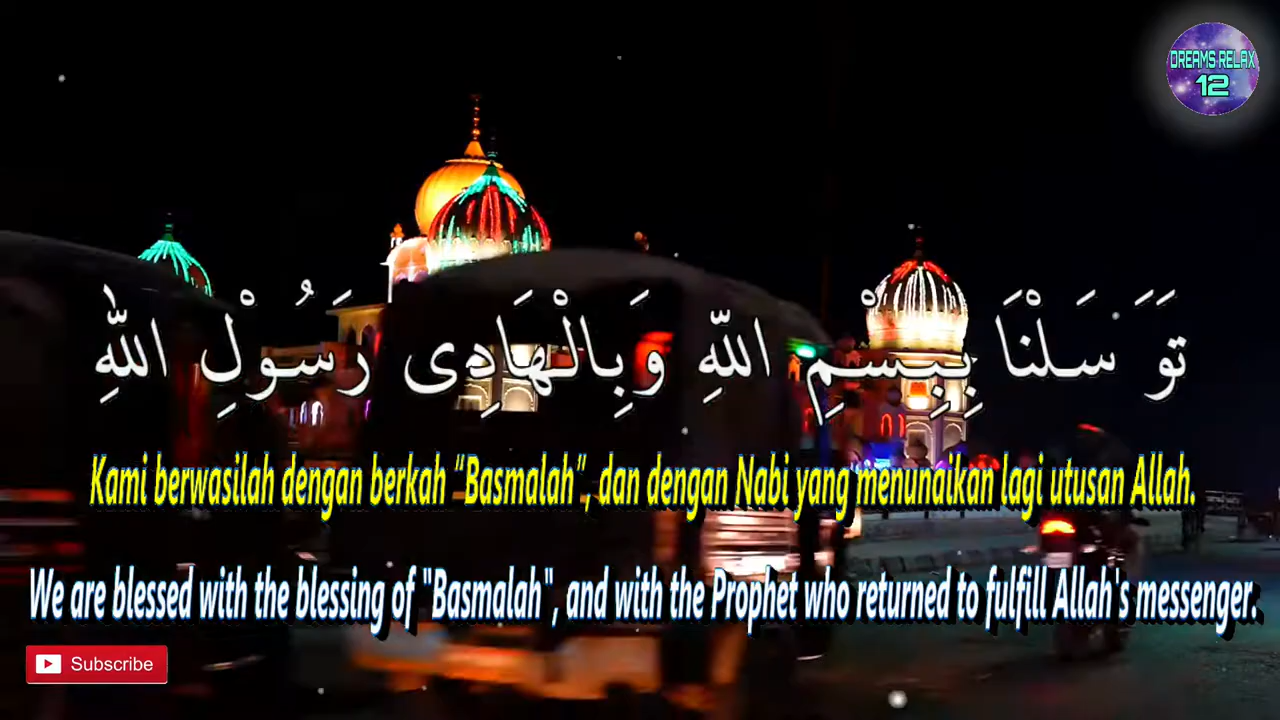 DREAMS RELAX
12
تَوَ سَلْنَا بِبِسْمِ اللّهِ وَبِالْهَادِى رَسُوْلِ اللّٰهِ
Kami berwasilah dengan berkah “Basmalah”, dan dengan Nabi yang menunaikan lagi utusan Allah.
We are blessed with the blessing of "Basmalah", and with the Prophet who returned to fulfill Allah's messenger.
Subscribe